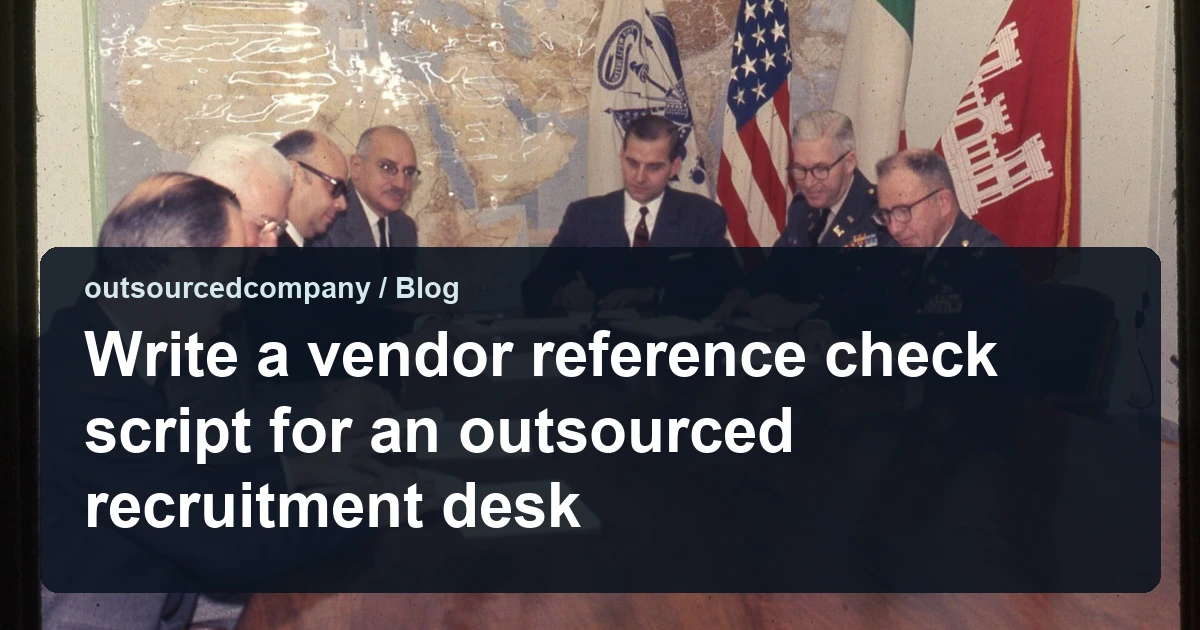 outsourcedcompany / Blog
Write a vendor reference check
script for an outsourced
recruitment desk